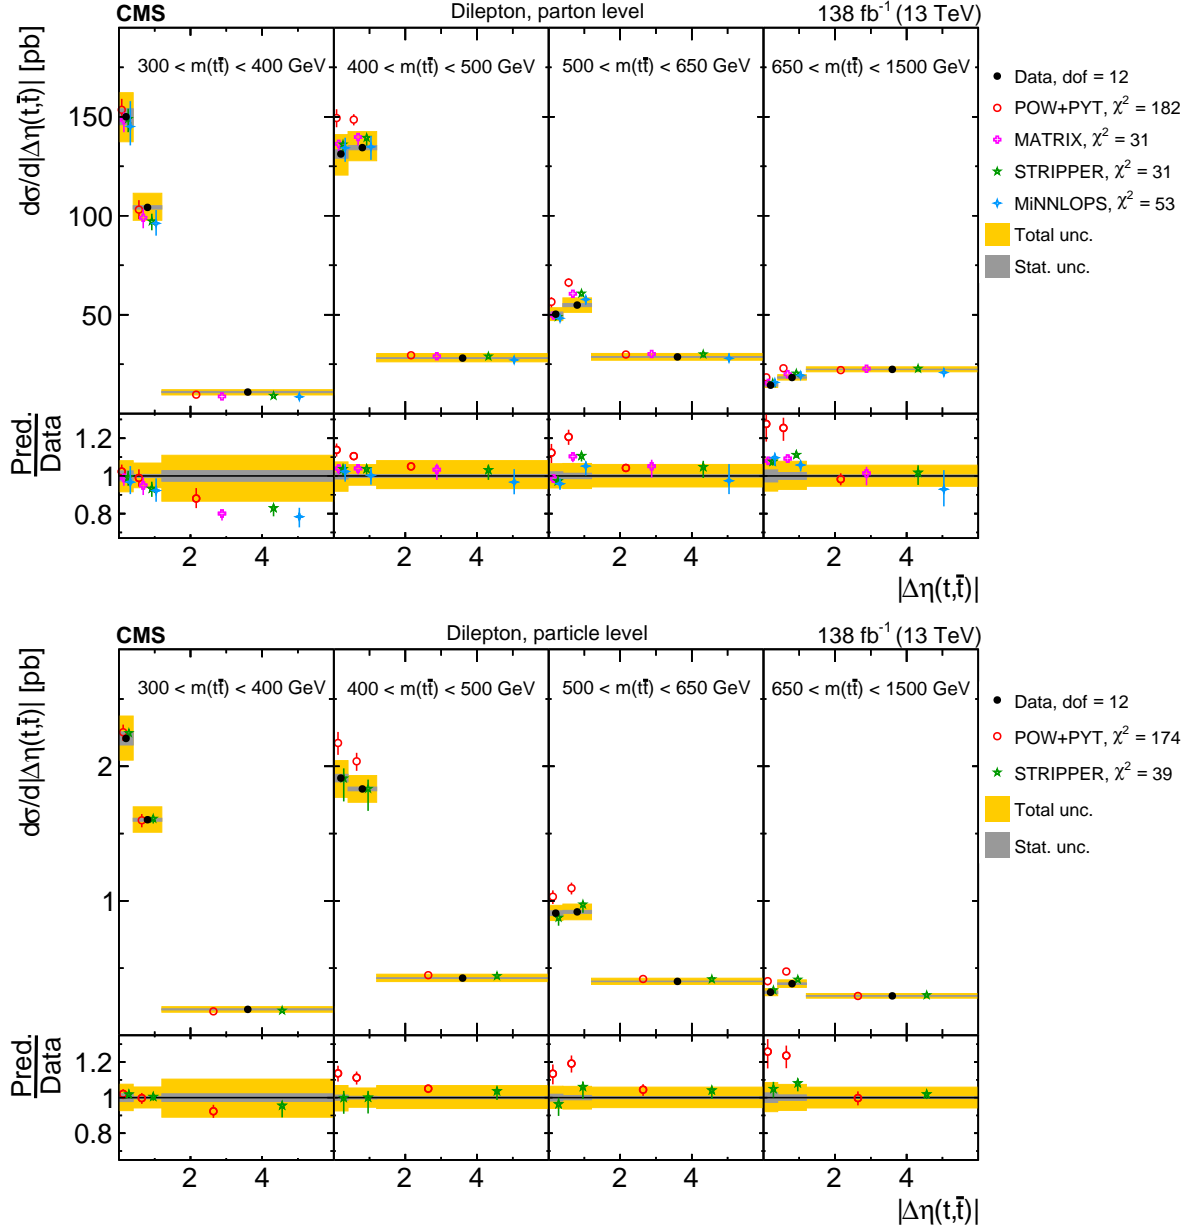 CMS Dilepton, parton level 138 fb⁻¹ (13 TeV)
dσ/d|Δη(t,t̄)| [pb]
300 < m(tt̄) < 400 GeV 400 < m(tt̄) < 500 GeV 500 < m(tt̄) < 650 GeV 650 < m(tt̄) < 1500 GeV
150
100
50
Data, dof = 12
POW+PYT, χ² = 182
MATRIX, χ² = 31
STRIPPER, χ² = 31
MiNNLOPS, χ² = 53
Total unc.
Stat. unc.
Pred.
Data
1.2
1
0.8
2 4 2 4 2 4 2 4
|Δη(t,t̄)|
CMS Dilepton, particle level 138 fb⁻¹ (13 TeV)
dσ/d|Δη(t,t̄)| [pb]
300 < m(tt̄) < 400 GeV 400 < m(tt̄) < 500 GeV 500 < m(tt̄) < 650 GeV 650 < m(tt̄) < 1500 GeV
2
1
Data, dof = 12
POW+PYT, χ² = 174
STRIPPER, χ² = 39
Total unc.
Stat. unc.
Pred.
Data
1.2
1
0.8
2 4 2 4 2 4 2 4
|Δη(t,t̄)|